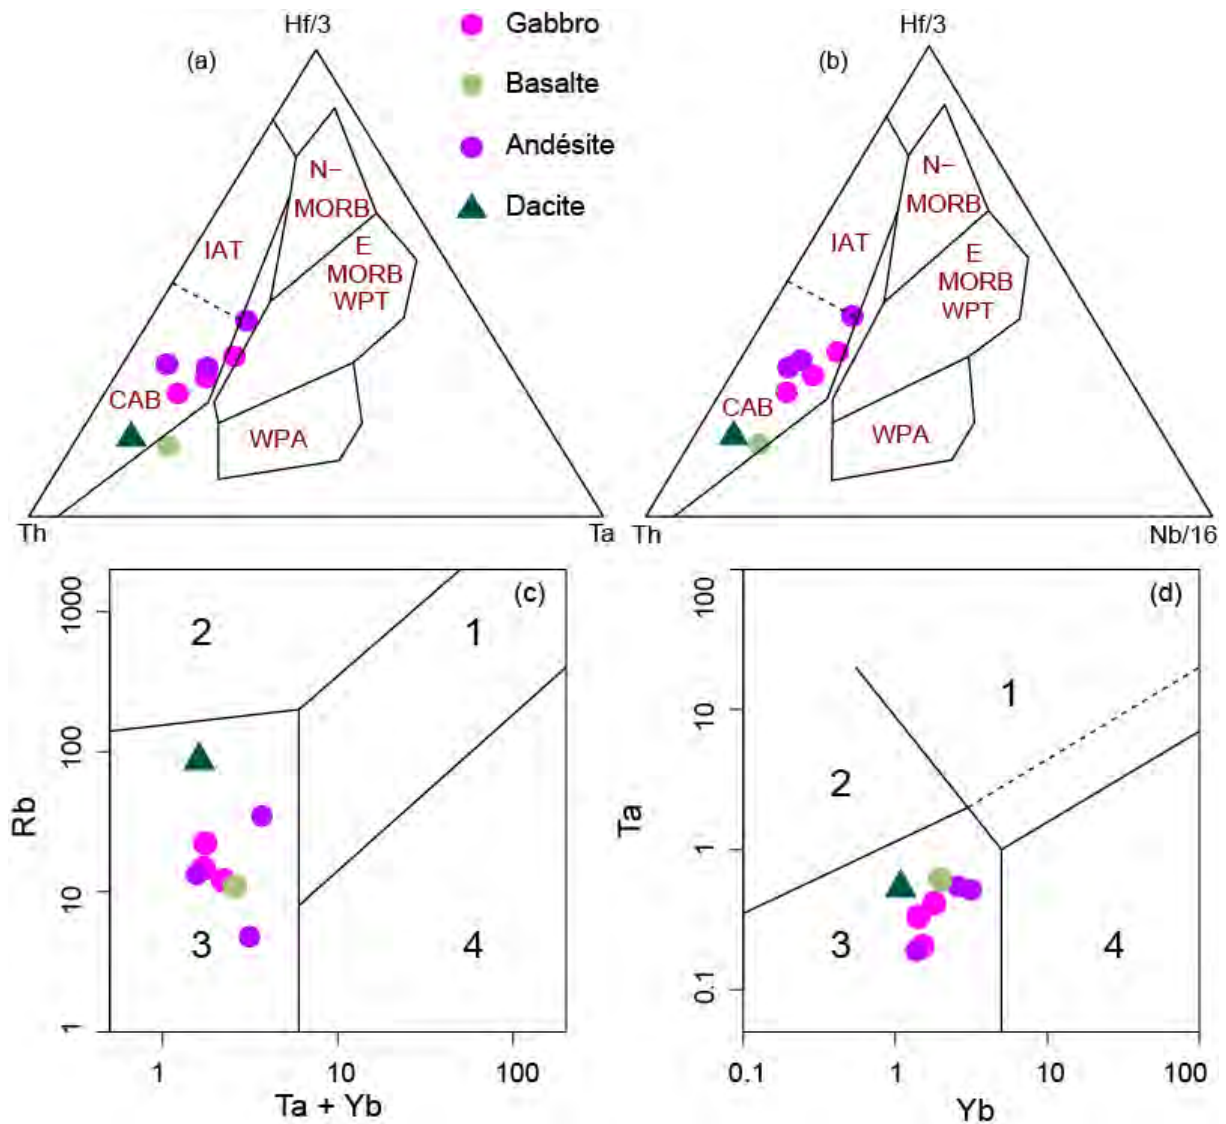 Hf/3
(a)
N–
MORB
IAT
E
MORB
WPT
CAB
WPA
Th
Ta
Gabbro
Basalte
Andésite
Dacite
Hf/3
(b)
N–
MORB
IAT
E
MORB
WPT
CAB
WPA
Th
Nb/16
(c)
1000
100
10
1
Rb
2
1
3
4
1
10
100
Ta + Yb
(d)
100
10
1
0.1
Ta
1
2
3
4
0.1
1
10
100
Yb